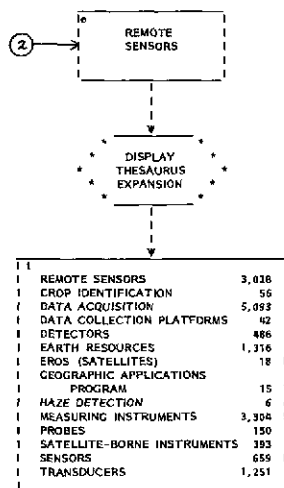 e
REMOTE
SENSORS
2
DISPLAY
THESAURUS
EXPANSION
REMOTE SENSORS 3,028
CROP IDENTIFICATION 56
DATA ACQUISITION 5,093
DATA COLLECTION PLATFORMS 42
DETECTORS 486
EARTH RESOURCES 1,316
EROS (SATELLITES) 18
GEOGRAPHIC APPLICATIONS
PROGRAM 15
HAZE DETECTION 6
MEASURING INSTRUMENTS 3,304
PROBES 150
SATELLITE-BORNE INSTRUMENTS 393
SENSORS 659
TRANSDUCERS 1,251